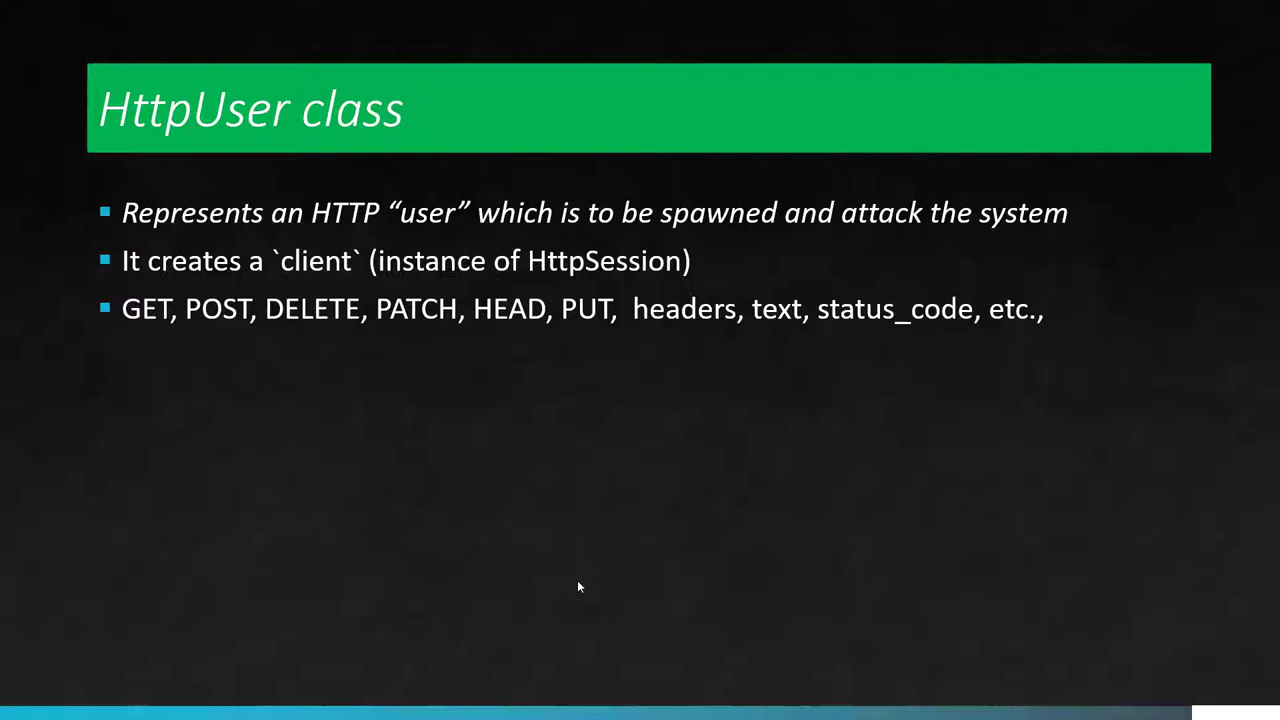 HttpUser class
Represents an HTTP “user” which is to be spawned and attack the system
It creates a `client` (instance of HttpSession)
GET, POST, DELETE, PATCH, HEAD, PUT,  headers, text, status_code, etc.,